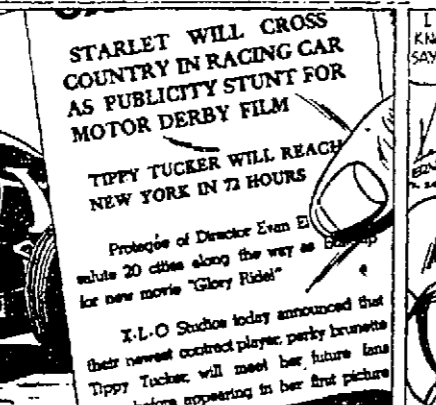 STARLET WILL CROSS
COUNTRY IN RACING CAR
AS PUBLICITY STUNT FOR
MOTOR DERBY FILM
TIPPY TUCKER WILL REACH
NEW YORK IN 72 HOURS
Protegée of Director Evan El
salute 20 cities along the way as
for new movie "Glory Ride!"
X·L·O Studios today announced that
their newest contract player, perky brunette
Tippy Tucker, will meet her future fans
before appearing in her first picture
I
KN
SAY